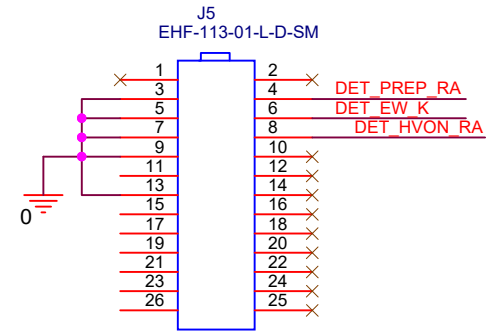 J5
EHF-113-01-L-D-SM
1 2
3 4 DET_PREP_RA
5 6 DET_EW_K
7 8 DET_HVON_RA
9 10
11 12
13 14
15 16
0
17 18
19 20
21 22
23 24
26 25